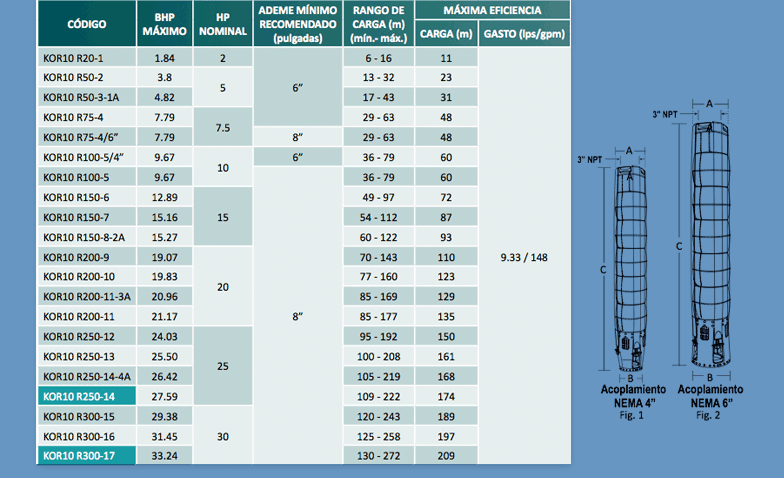 CÓDIGO BHP MÁXIMO HP NOMINAL ADEME MÍNIMO RECOMENDADO (pulgadas) RANGO DE CARGA (m) (mín.- máx.) MÁXIMA EFICIENCIA
CARGA (m) GASTO (lps/gpm)
KOR10 R20-1 1.84 2 6” 6 - 16 11 9.33 / 148
KOR10 R50-2 3.8 5 13 - 32 23
KOR10 R50-3-1A 4.82 17 - 43 31
KOR10 R75-4 7.79 7.5 29 - 63 48
KOR10 R75-4/6” 7.79 8” 29 - 63 48
KOR10 R100-5/4” 9.67 10 6” 36 - 79 60
KOR10 R100-5 9.67 8” 36 - 79 60
KOR10 R150-6 12.89 15 49 - 97 72
KOR10 R150-7 15.16 54 - 112 87
KOR10 R150-8-2A 15.27 60 - 122 93
KOR10 R200-9 19.07 20 70 - 143 110
KOR10 R200-10 19.83 77 - 160 123
KOR10 R200-11-3A 20.96 85 - 169 129
KOR10 R200-11 21.17 85 - 177 135
KOR10 R250-12 24.03 25 95 - 192 150
KOR10 R250-13 25.50 100 - 208 161
KOR10 R250-14-4A 26.42 105 - 219 168
KOR10 R250-14 27.59 109 - 222 174
KOR10 R300-15 29.38 30 120 - 243 189
KOR10 R300-16 31.45 125 - 258 197
KOR10 R300-17 33.24 130 - 272 209
3” NPT
A
A
C
B
Acoplamiento
NEMA 4”
Fig. 1
3” NPT
A
A
C
B
Acoplamiento
NEMA 6”
Fig. 2